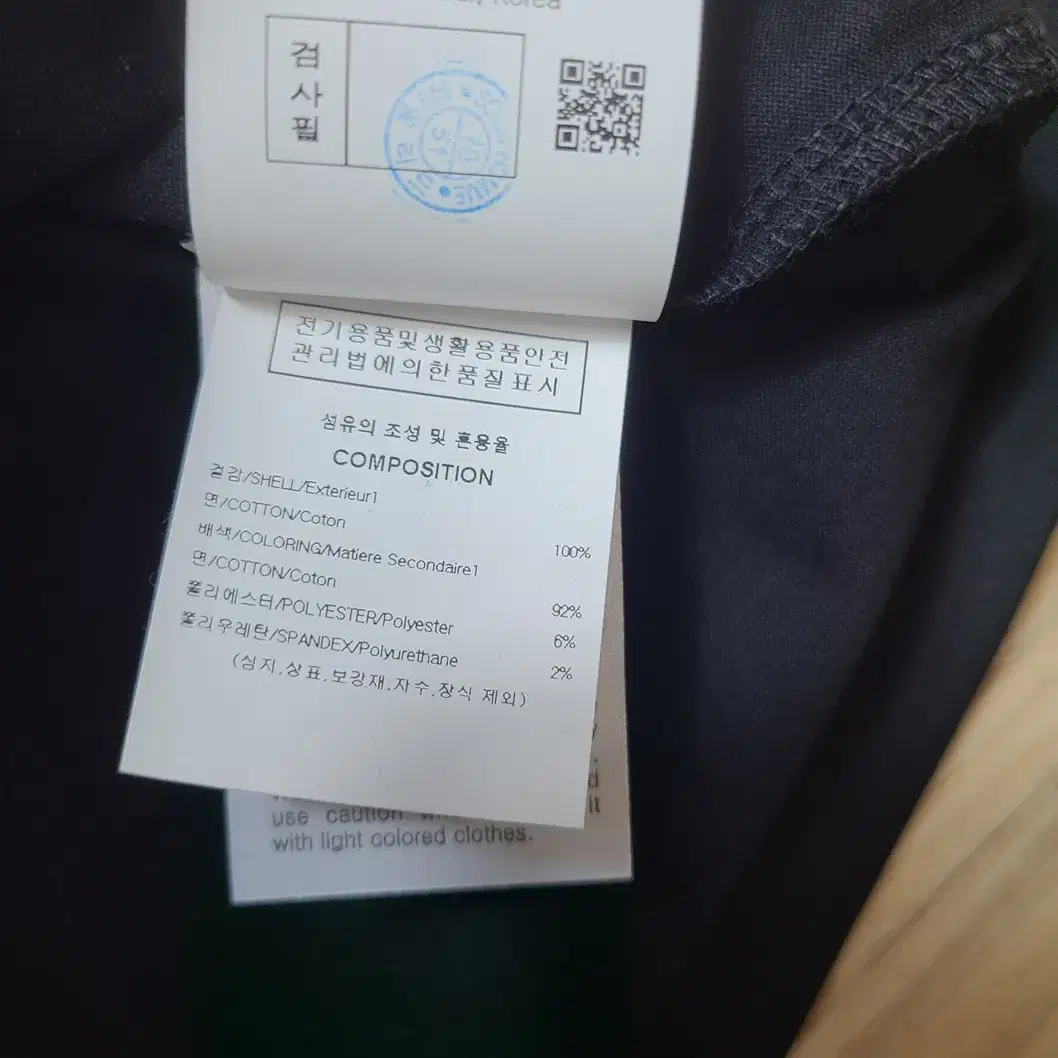 Korea
검사필
전기용품및생활용품안전
관리법에의한품질표시
섬유의 조성 및 혼용율
COMPOSITION
겉감/SHELL/Exterieur1
면/COTTON/Coton 100%
배색/COLORING/Matiere Secondaire1
면/COTTON/Coton 92%
폴리에스터/POLYESTER/Polyester 6%
폴리우레탄/SPANDEX/Polyurethane 2%
(심지,상표,보강재,자수,장식 제외)
use caution
with light colored clothes.